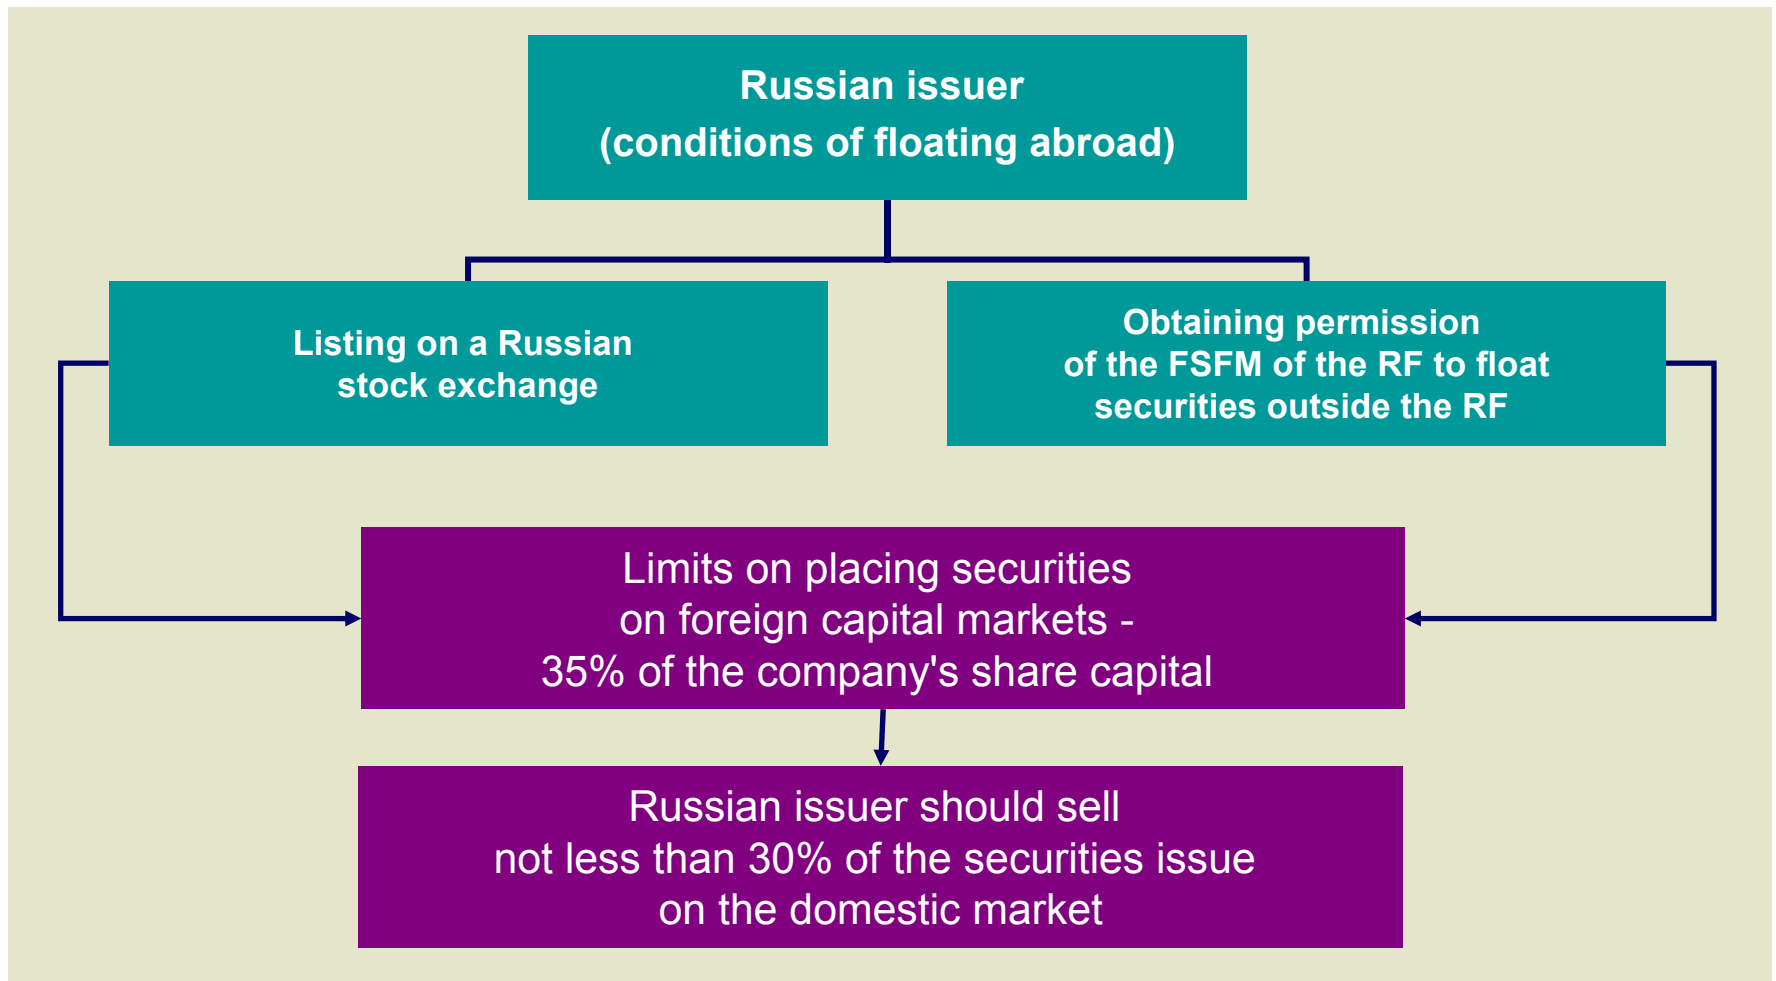 Russian issuer
(conditions of floating abroad)
Listing on a Russian
stock exchange
Obtaining permission
of the FSFM of the RF to float
securities outside the RF
Limits on placing securities
on foreign capital markets -
35% of the company's share capital
Russian issuer should sell
not less than 30% of the securities issue
on the domestic market